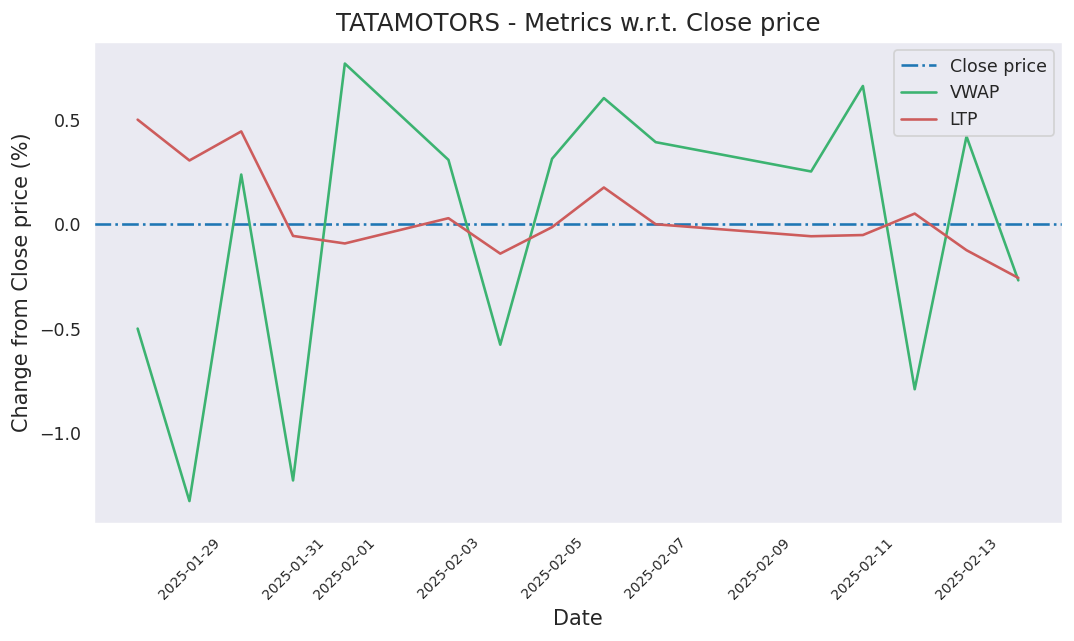 TATAMOTORS - Metrics w.r.t. Close price
Close price
VWAP
LTP
Change from Close price (%)
0.5
0.0
−0.5
−1.0
2025-01-29
2025-01-31
2025-02-01
2025-02-03
2025-02-05
2025-02-07
2025-02-09
2025-02-11
2025-02-13
Date